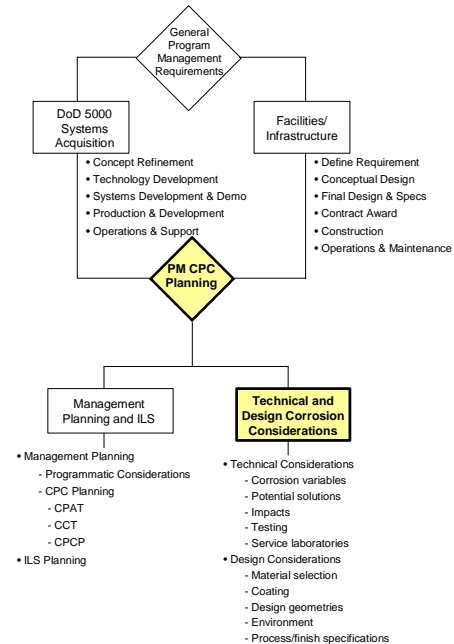 General
Program
Management
Requirements
DoD 5000
Systems
Acquisition
Facilities/
Infrastructure
• Concept Refinement
• Technology Development
• Systems Development & Demo
• Production & Development
• Operations & Support
• Define Requirement
• Conceptual Design
• Final Design & Specs
• Contract Award
• Construction
• Operations & Maintenance
PM CPC
Planning
Management
Planning and ILS
Technical and
Design Corrosion
Considerations
• Management Planning
- Programmatic Considerations
- CPC Planning
- CPAT
- CCT
- CPCP
• ILS Planning
• Technical Considerations
- Corrosion variables
- Potential solutions
- Impacts
- Testing
- Service laboratories
• Design Considerations
- Material selection
- Coating
- Design geometries
- Environment
- Process/finish specifications